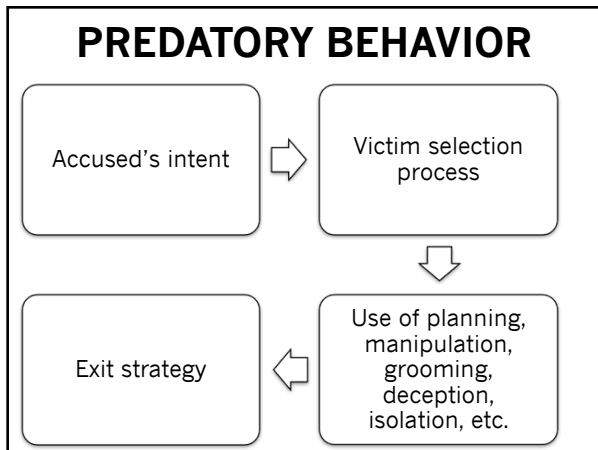 PREDATORY BEHAVIOR
Accused’s intent
Victim selection
process
Use of planning,
manipulation,
grooming,
deception,
isolation, etc.
Exit strategy